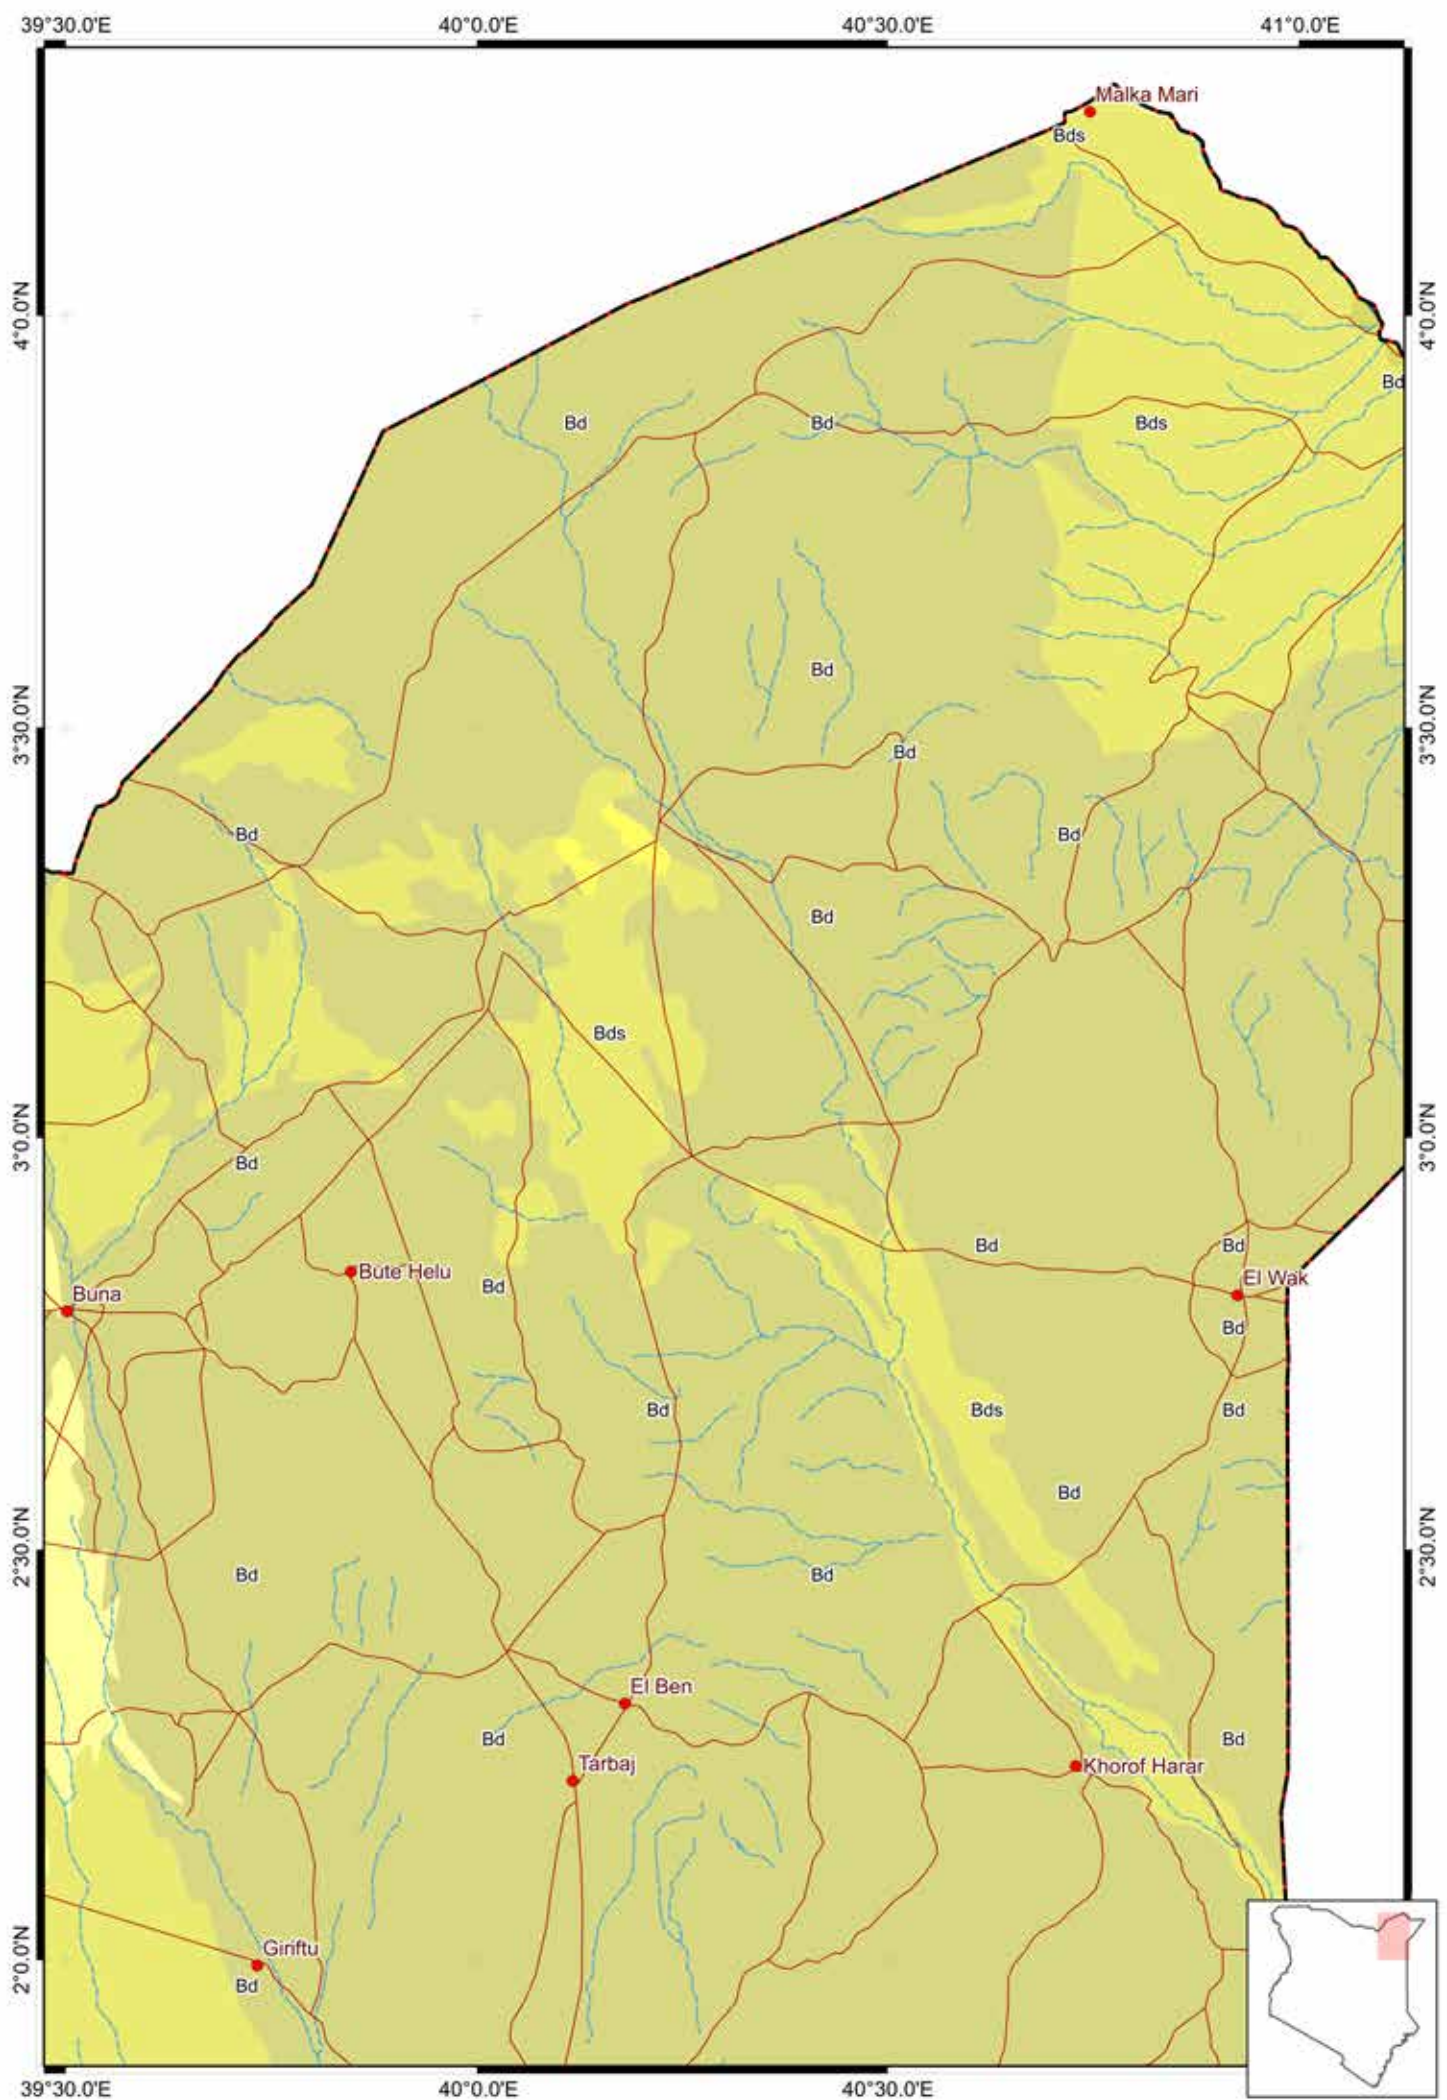 39°30.0'E 40°0.0'E 40°30.0'E 41°0.0'E
Malka Mari
Bds
4°0.0'N 4°0.0'N
Bd
Bd Bd Bds
Bd
3°30.0'N 3°30.0'N
Bd
Bd Bd
Bd
Bds
3°0.0'N 3°0.0'N
Bd
Bd Bd
Bute Helu Bd El Wak
Buna
Bd
Bd Bds Bd
Bd
2°30.0'N 2°30.0'N
Bd Bd
El Ben
Bd Bd
Tarbaj Khorof Harar
Giriftu
2°0.0'N
Bd
39°30.0'E 40°0.0'E 40°30.0'E